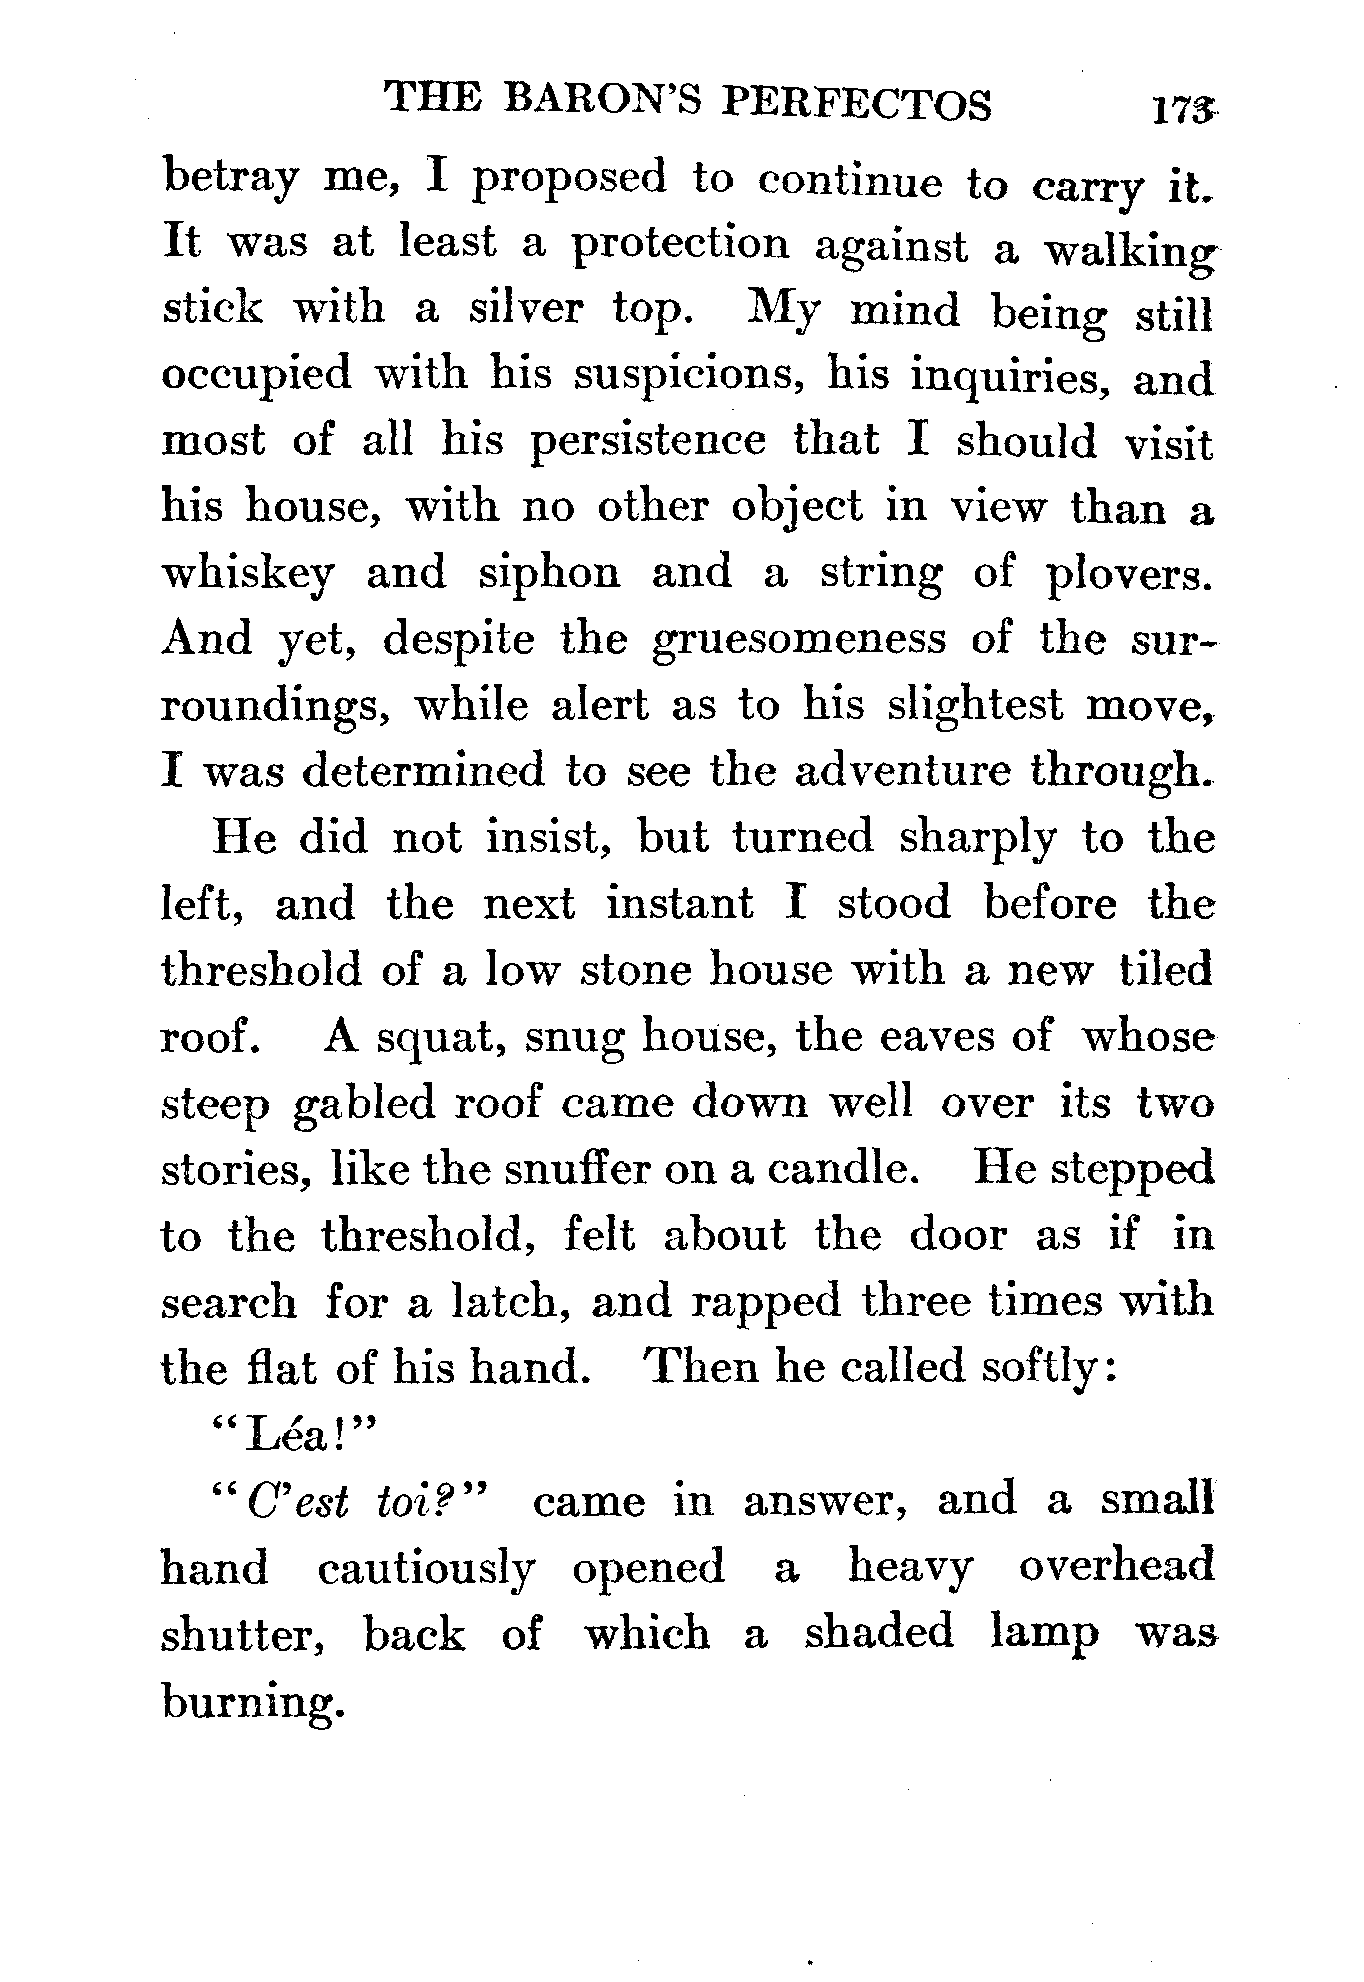 THE BARON'S PERFECTOS 173
betray me, I proposed to continue to carry it.
It was at least a protection against a walking
stick with a silver top. My mind being still
occupied with his suspicions, his inquiries, and
most of all his persistence that I should visit
his house, with no other object in view than a
whiskey and siphon and a string of plovers.
And yet, despite the gruesomeness of the sur-
roundings, while alert as to his slightest move,
I was determined to see the adventure through.
He did not insist, but turned sharply to the
left, and the next instant I stood before the
threshold of a low stone house with a new tiled
roof. A squat, snug house, the eaves of whose
steep gabled roof came down well over its two
stories, like the snuffer on a candle. He stepped
to the threshold, felt about the door as if in
search for a latch, and rapped three times with
the flat of his hand. Then he called softly:
"Léa!"
"C'est toi?" came in answer, and a small
hand cautiously opened a heavy overhead
shutter, back of which a shaded lamp was
burning.